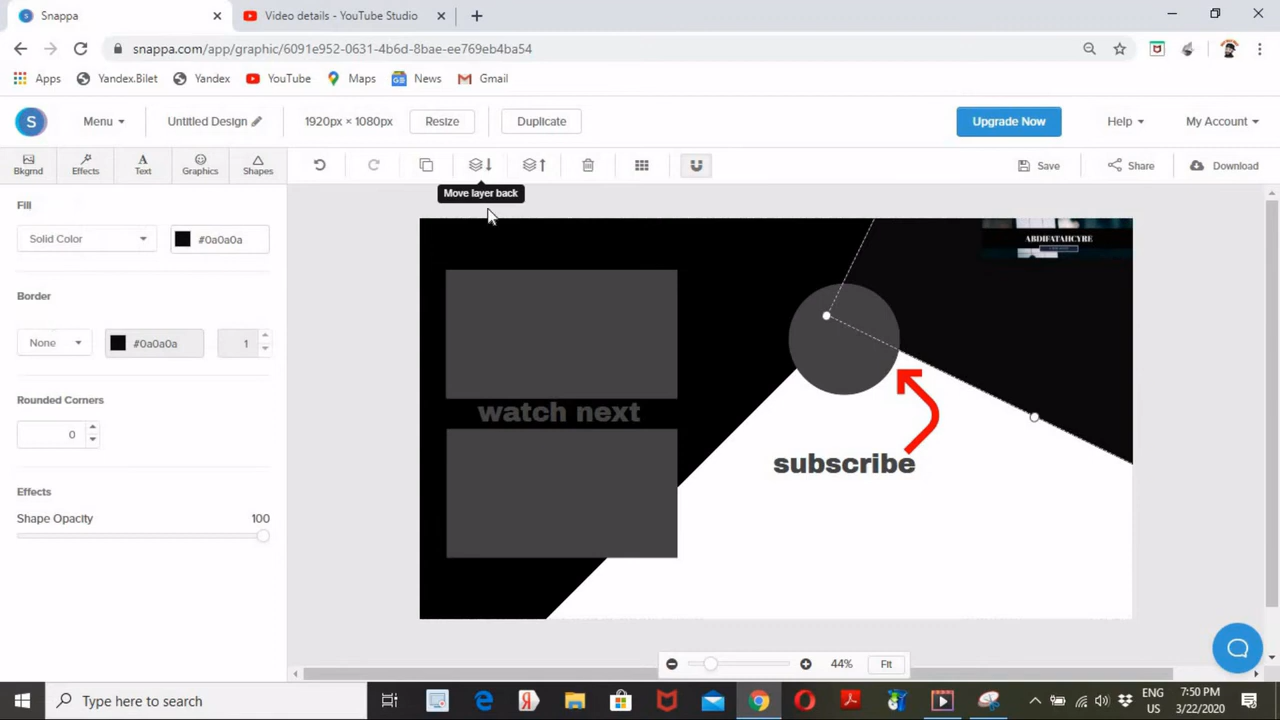 Snappa
Video details - YouTube Studio
snappa.com/app/graphic/6091e952-0631-4b6d-8bae-ee769eb4ba54
Apps
Yandex.Bilet
Yandex
YouTube
Maps
News
Gmail
S
Menu
Untitled Design
1920px × 1080px
Resize
Duplicate
Upgrade Now
Help
My Account
Bkgrnd
Effects
Text
Graphics
Shapes
Save
Share
Download
Move layer back
Fill
Solid Color
#0a0a0a
Border
None
#0a0a0a
1
Rounded Corners
0
Effects
Shape Opacity
100
ABDIFATAHCYRE
watch next
subscribe
44%
Fit
Type here to search
ENG
US
7:50 PM
3/22/2020